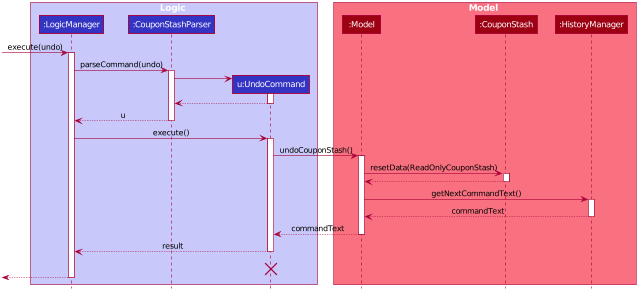 Logic
Model
:LogicManager
:CouponStashParser
:Model
:CouponStash
:HistoryManager
execute(undo)
parseCommand(undo)
u:UndoCommand
u
execute()
undoCouponStash()
resetData(ReadOnlyCouponStash)
getNextCommandText()
commandText
commandText
result